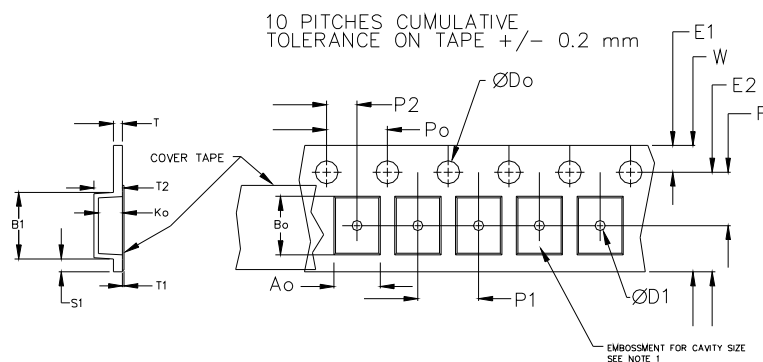 10 PITCHES CUMULATIVE
TOLERANCE ON TAPE +/- 0.2 mm
E1
W
ØDo
E2
P2
F
T
Po
COVER TAPE
T2
B1
Ko
Bo
Ao
P1
ØD1
S1
T1
EMBOSSMENT FOR CAVITY SIZE
SEE NOTE 1